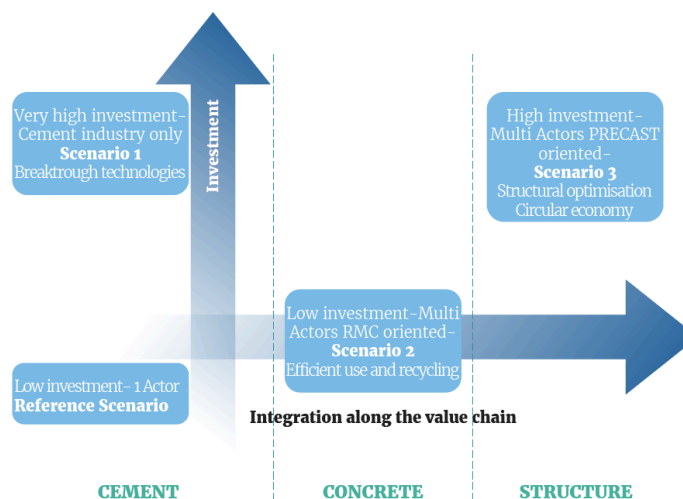 Investment
Very high investment-
Cement industry only
Scenario 1
Breaktrough technologies
High investment-
Multi Actors PRECAST
oriented-
Scenario 3
Structural optimisation
Circular economy
Low investment-Multi
Actors RMC oriented-
Scenario 2
Efficient use and recycling
Low investment- 1 Actor
Reference Scenario
Integration along the value chain
CEMENT
CONCRETE
STRUCTURE